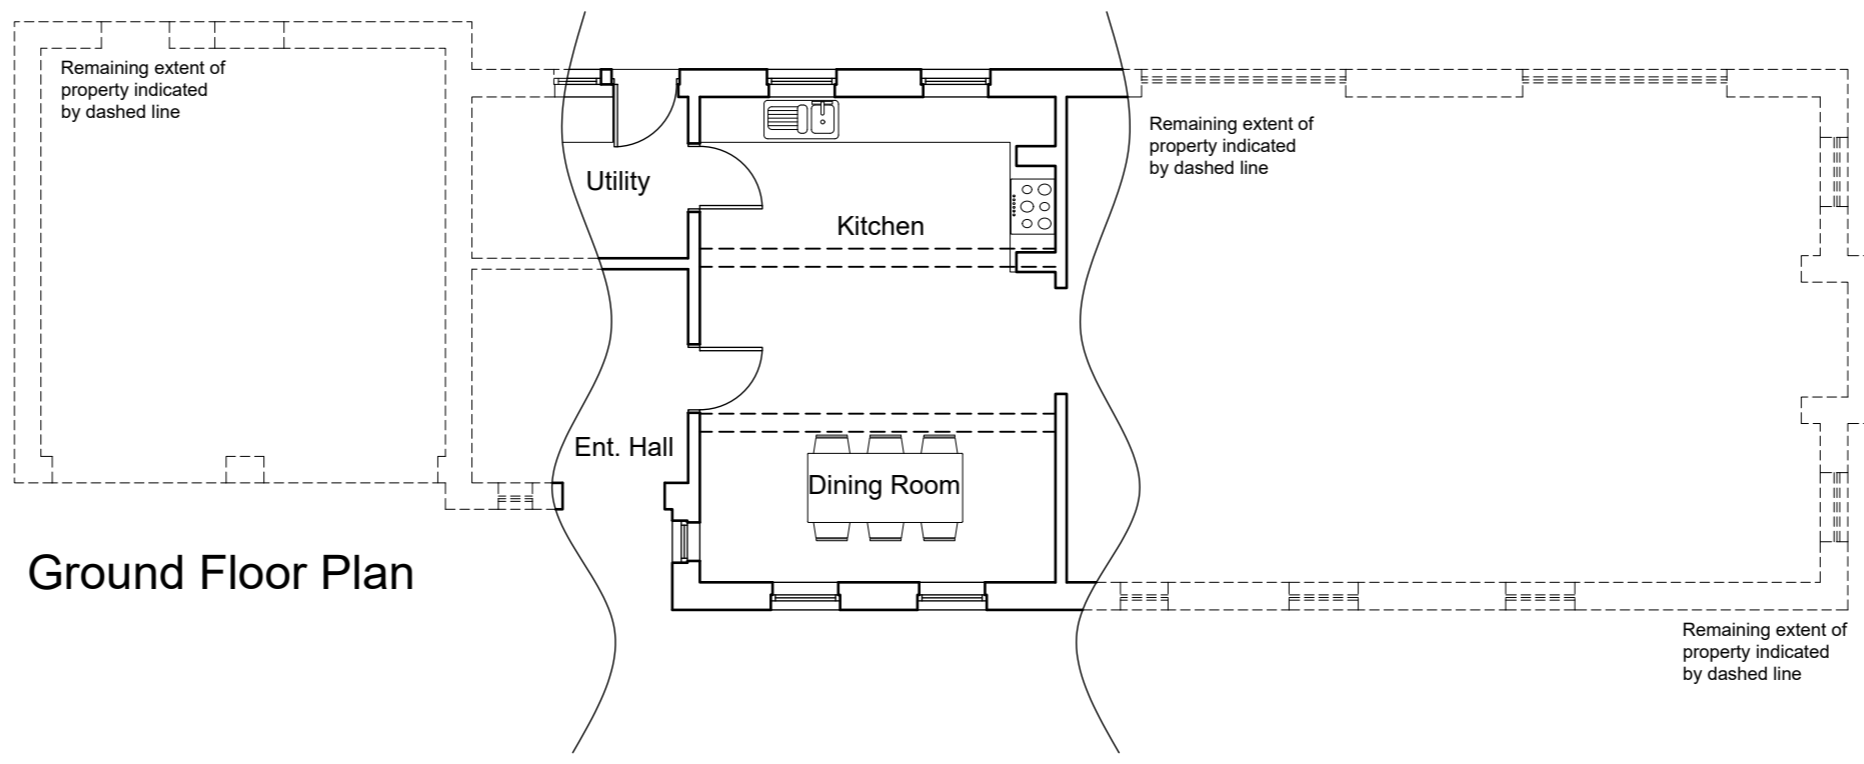 Remaining extent of
property indicated
by dashed line
Remaining extent of
property indicated
by dashed line
Utility
Kitchen
Ent. Hall
Dining Room
Ground Floor Plan
Remaining extent of
property indicated
by dashed line